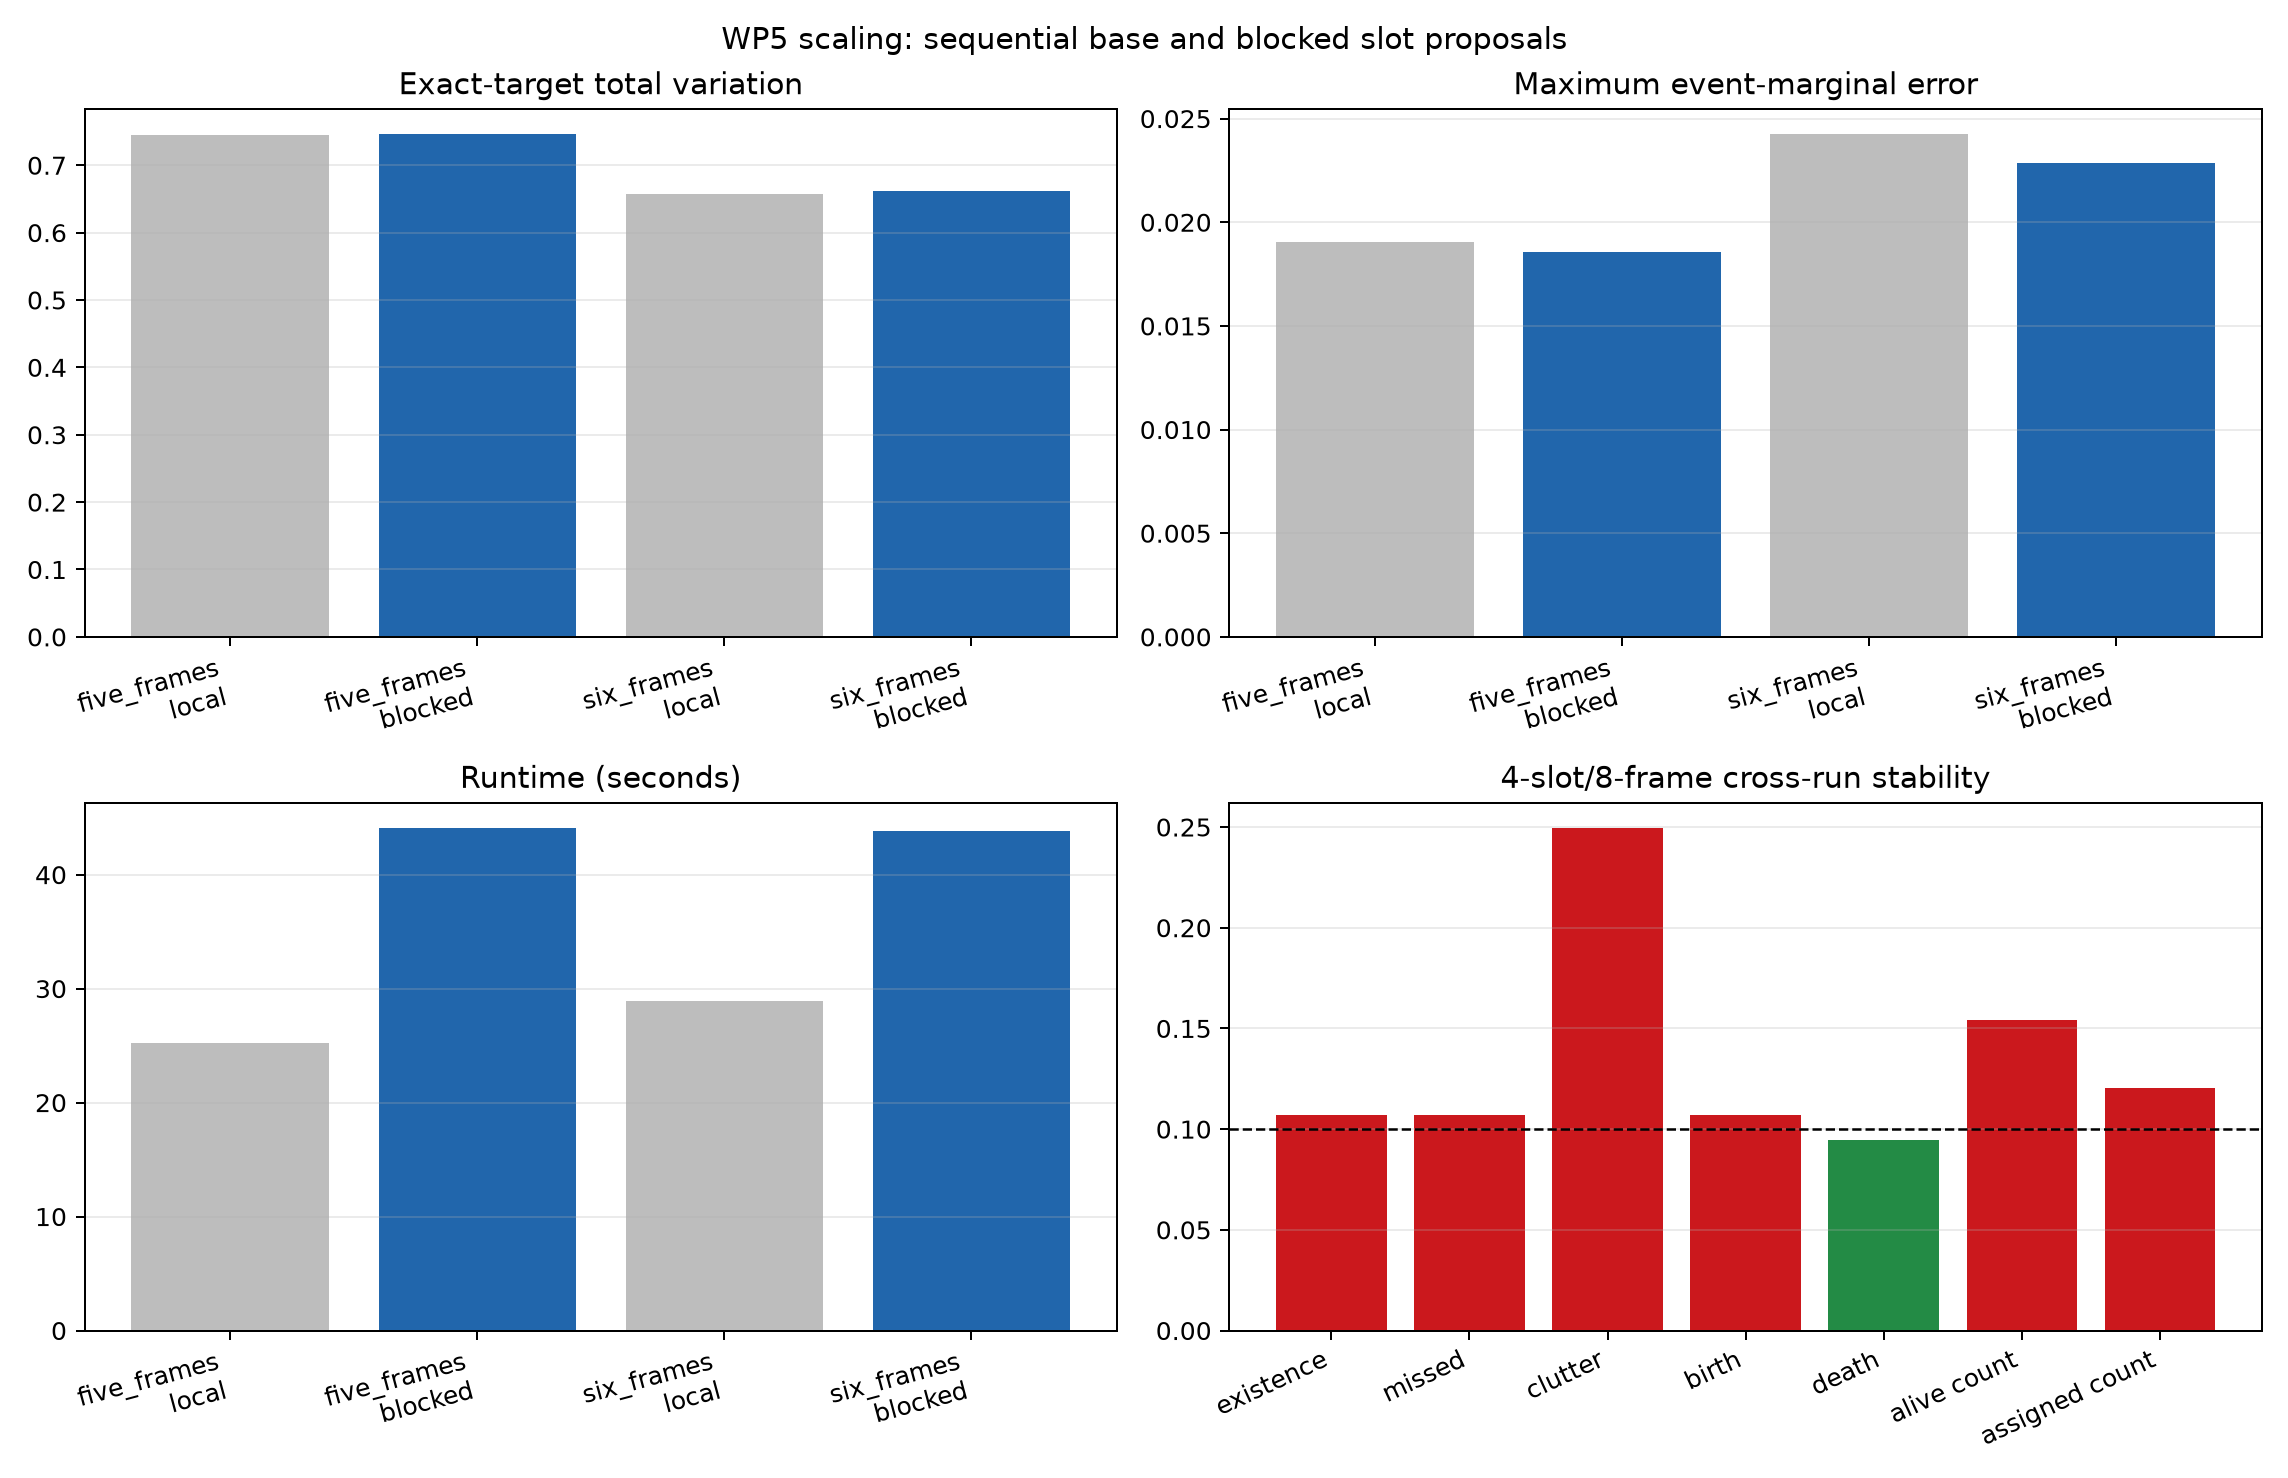 WP5 scaling: sequential base and blocked slot proposals
Exact-target total variation
0.7
0.6
0.5
0.4
0.3
0.2
0.1
0.0
five_frames
local
five_frames
blocked
six_frames
local
six_frames
blocked
Maximum event-marginal error
0.025
0.020
0.015
0.010
0.005
0.000
five_frames
local
five_frames
blocked
six_frames
local
six_frames
blocked
Runtime (seconds)
40
30
20
10
0
five_frames
local
five_frames
blocked
six_frames
local
six_frames
blocked
4-slot/8-frame cross-run stability
0.25
0.20
0.15
0.10
0.05
0.00
existence
missed
clutter
birth
death
alive count
assigned count